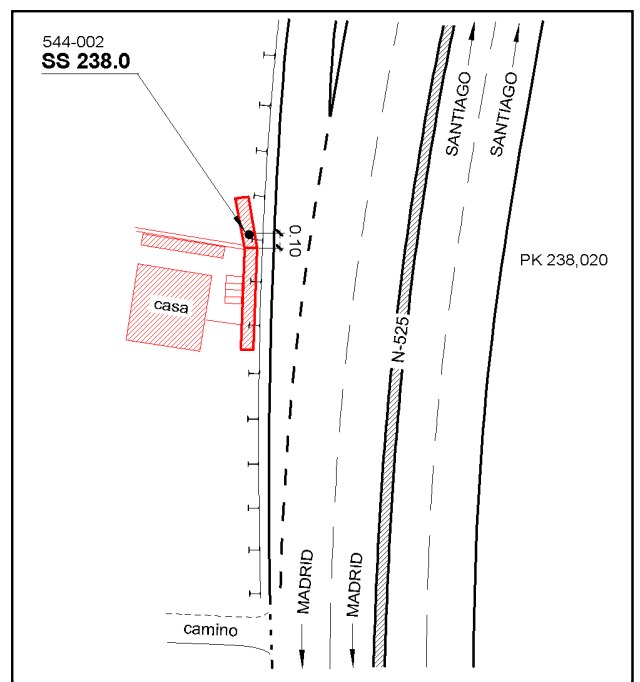 544-002
SS 238.0
SANTIAGO
SANTIAGO
0.10
PK 238,020
casa
N-525
MADRID
MADRID
camino